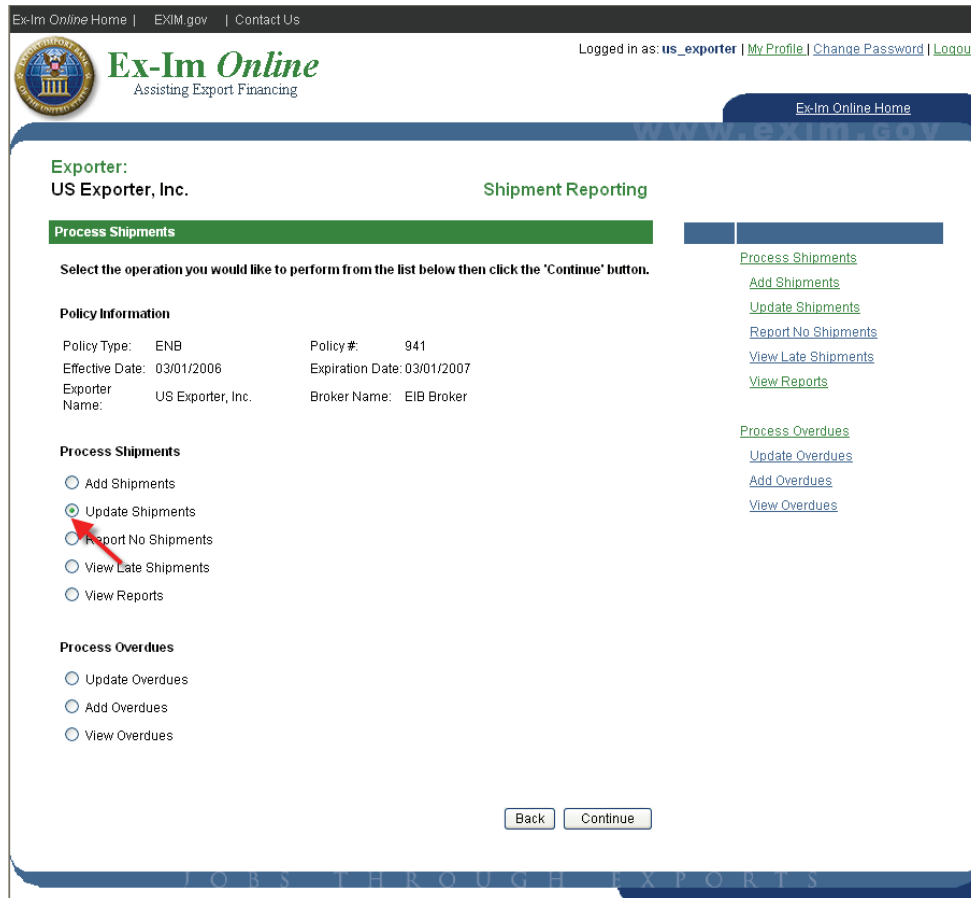 Ex-Im Online Home | EXIM.gov | Contact Us
Logged in as: us_exporter | My Profile | Change Password | Logou
Ex-Im Online
Assisting Export Financing
Ex-Im Online Home
www.exim.gov
Exporter:
US Exporter, Inc.
Shipment Reporting
Process Shipments
Select the operation you would like to perform from the list below then click the 'Continue' button.
Policy Information
Policy Type: ENB Policy #: 941
Effective Date: 03/01/2006 Expiration Date: 03/01/2007
Exporter Name: US Exporter, Inc. Broker Name: EIB Broker
Process Shipments
Add Shipments
Update Shipments
Report No Shipments
View Late Shipments
View Reports
Process Overdues
Update Overdues
Add Overdues
View Overdues
Back Continue
Process Shipments
Add Shipments
Update Shipments
Report No Shipments
View Late Shipments
View Reports
Process Overdues
Update Overdues
Add Overdues
View Overdues
JOBS THROUGH EXPORTS